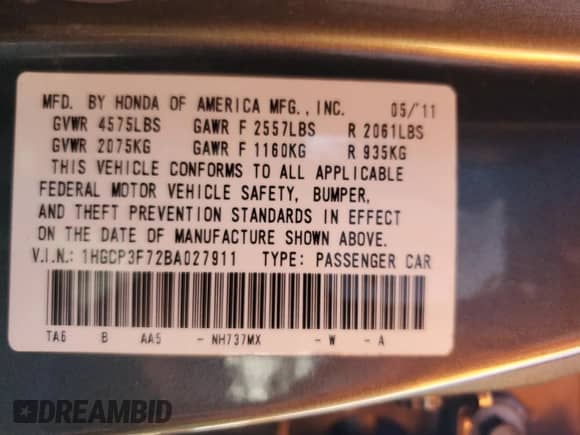 MFD. BY HONDA OF AMERICA MFG., INC. 05/'11
GVWR 4575LBS GAWR F 2557LBS R 2061LBS
GVWR 2075KG GAWR F 1160KG R 935KG
THIS VEHICLE CONFORMS TO ALL APPLICABLE
FEDERAL MOTOR VEHICLE SAFETY, BUMPER,
AND THEFT PREVENTION STANDARDS IN EFFECT
ON THE DATE OF MANUFACTURE SHOWN ABOVE.
V.I.N.: 1HGCP3F72BA027911 TYPE: PASSENGER CAR
TA6 B AA5 - NH737MX - W - A
DREAMBID